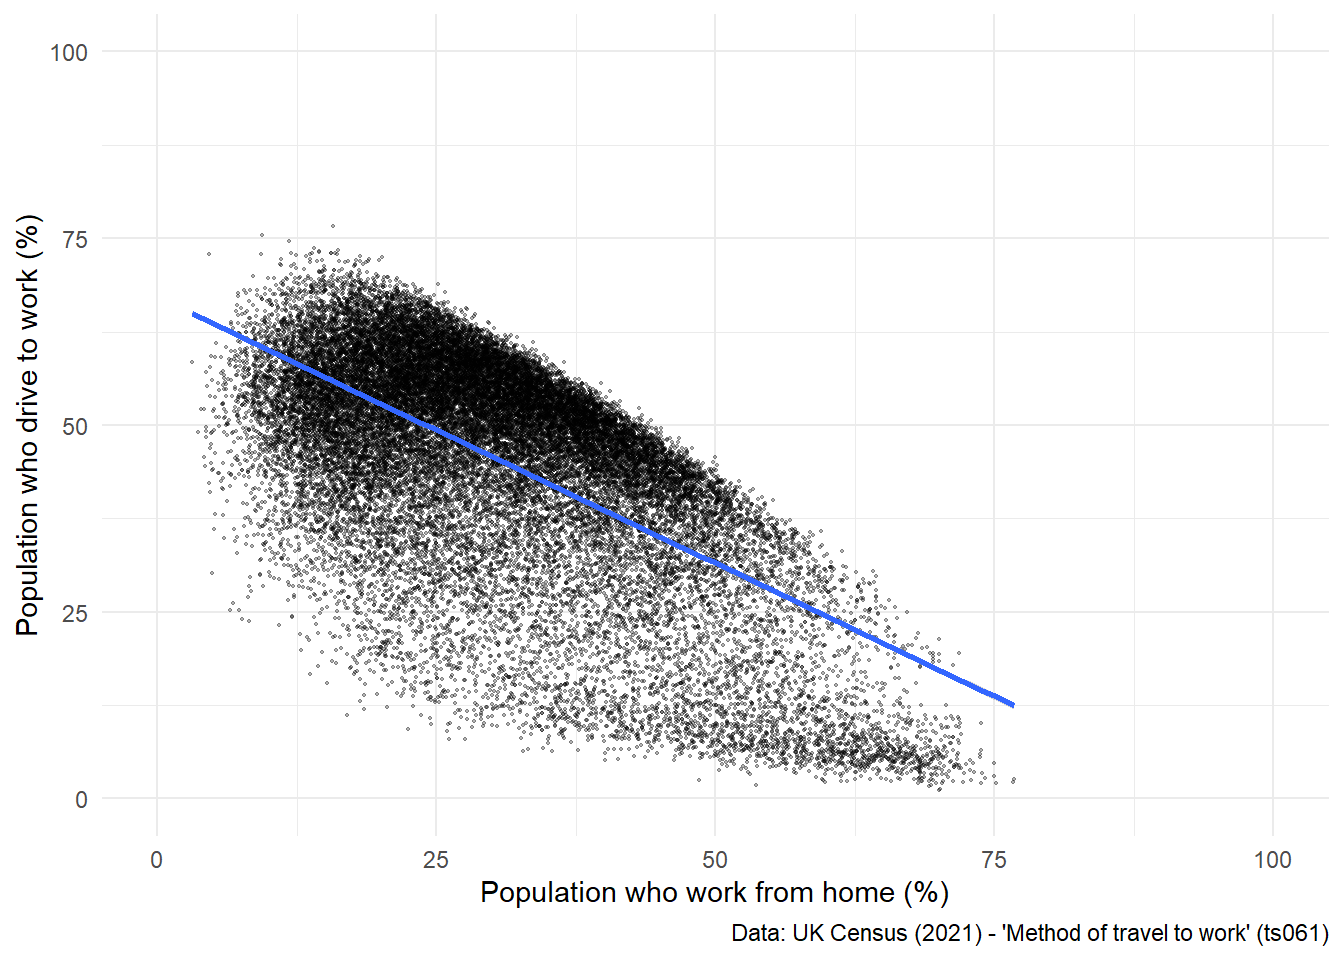 100
75
50
25
0
Population who drive to work (%)
0 25 50 75 100
Population who work from home (%)
Data: UK Census (2021) - 'Method of travel to work' (ts061)